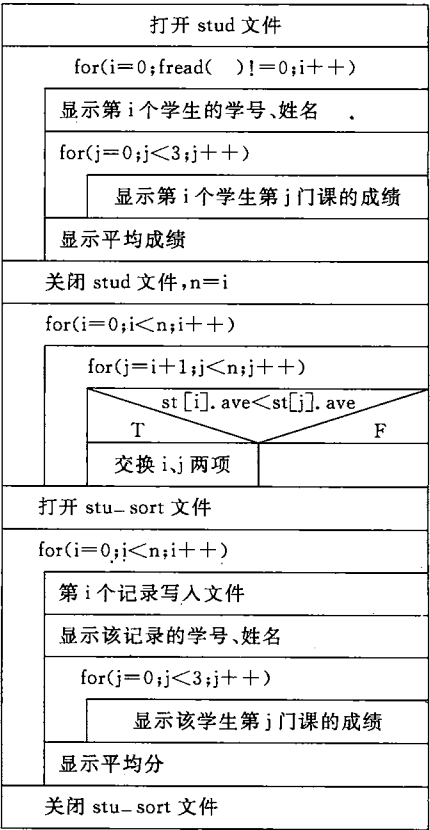 打开 stud 文件
for(i=0;fread(  )!=0;i++)
显示第 i 个学生的学号、姓名
for(j=0;j<3;j++)
显示第 i 个学生第 j 门课的成绩
显示平均成绩
关闭 stud 文件,n=i
for(i=0;i<n;i++)
for(j=i+1;j<n;j++)
st[i].ave<st[j].ave
T F
交换 i、j 两项
打开 stu_sort 文件
for(i=0;i<n;i++)
第 i 个记录写入文件
显示该记录的学号、姓名
for(j=0;j<3;j++)
显示该学生第 j 门课的成绩
显示平均分
关闭 stu_sort 文件